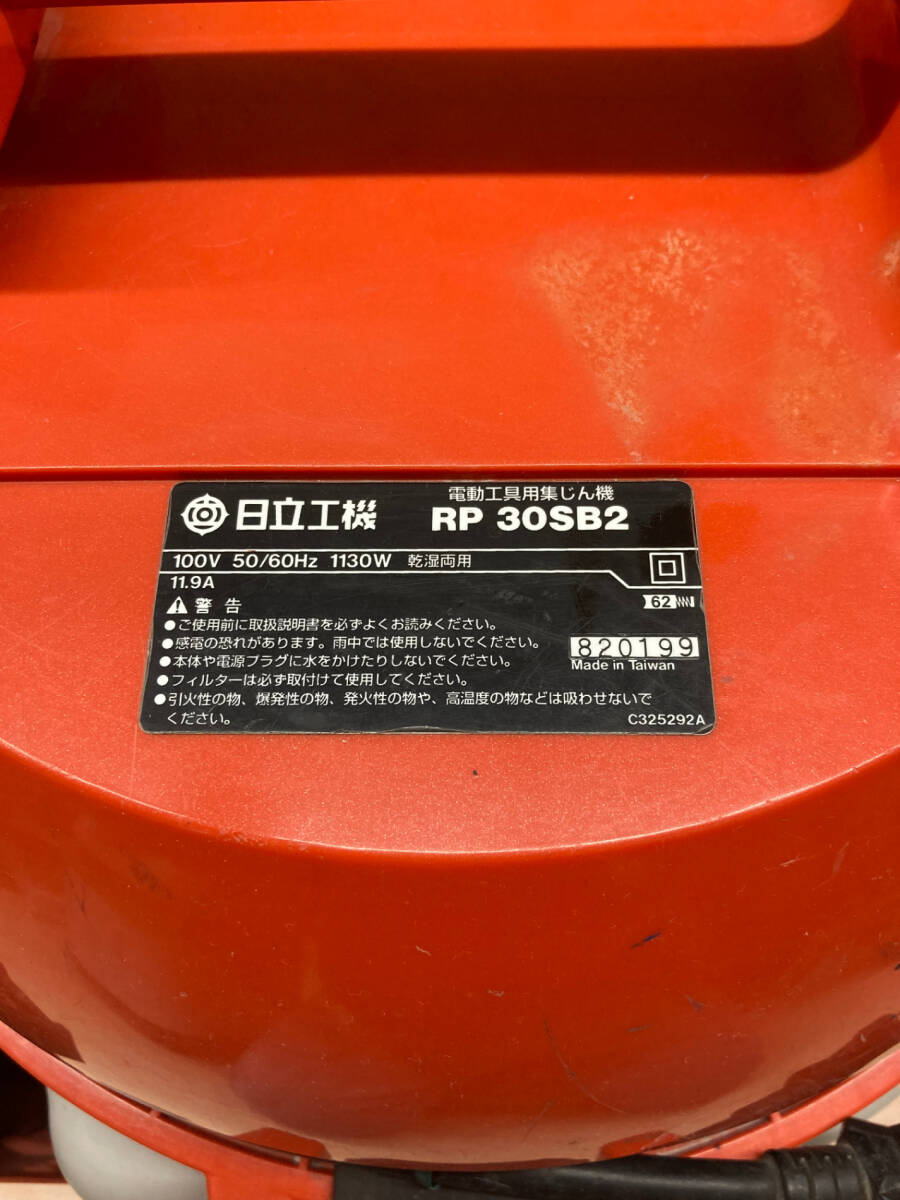 日立工機
電動工具用集じん機
RP 30SB2
100V 50/60Hz 1130W 乾湿両用
11.9A
62
警告
●ご使用前に取扱説明書を必ずよくお読みください。
●感電の恐れがあります。雨中では使用しないでください。
●本体や電源プラグに水をかけたりしないでください。
●フィルターは必ず取付けて使用してください。
●引火性の物、爆発性の物、発火性の物や、高温度の物などは吸わせないで
ください。
820199
Made in Taiwan
C325292A